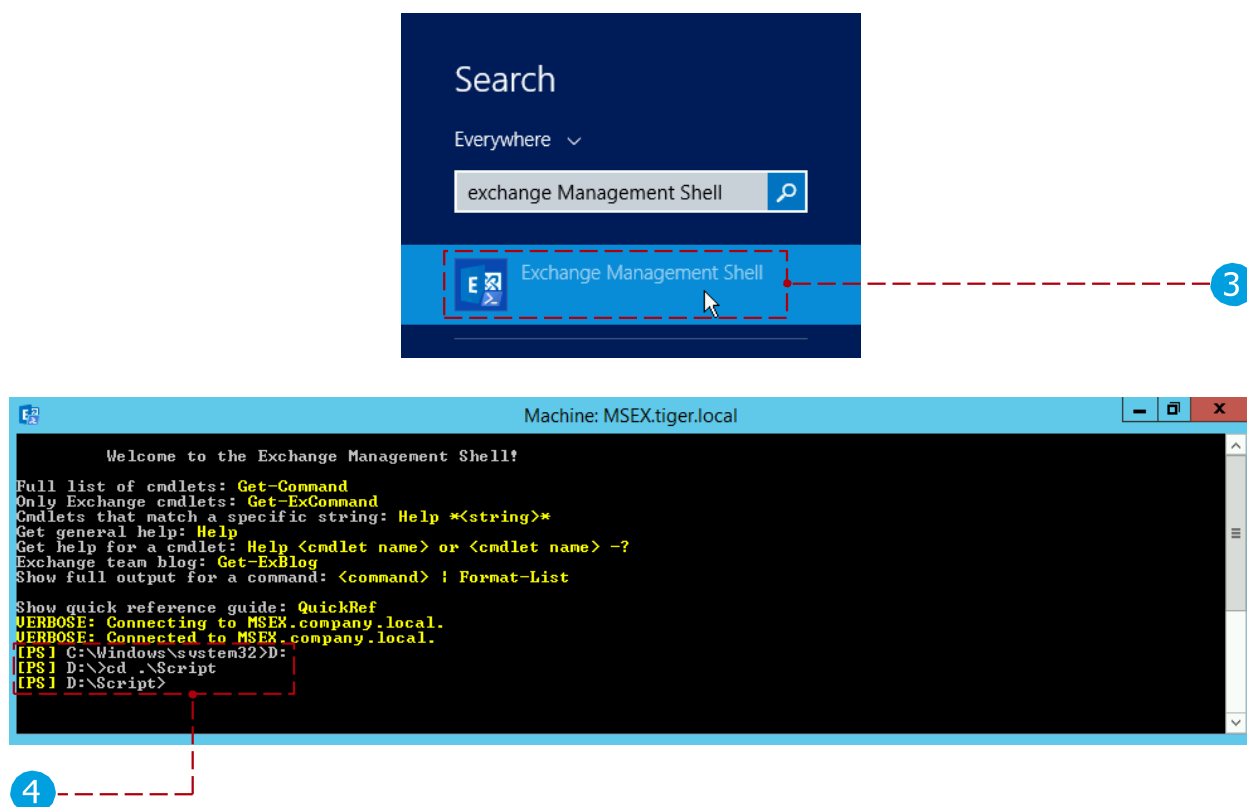 Search
Everywhere
exchange Management Shell
Exchange Management Shell
3
Machine: MSEX.tiger.local
Welcome to the Exchange Management Shell!
Full list of cmdlets: Get-Command
Only Exchange cmdlets: Get-ExCommand
Cmdlets that match a specific string: Help *<string>*
Get general help: Help
Get help for a cmdlet: Help <cmdlet name> or <cmdlet name> -?
Exchange team blog: Get-ExBlog
Show full output for a command: <command> | Format-List
Show quick reference guide: QuickRef
VERBOSE: Connecting to MSEX.company.local.
VERBOSE: Connected to MSEX.company.local.
[PS] C:\Windows\system32>D:
[PS] D:\>cd .\Script
[PS] D:\Script>
4